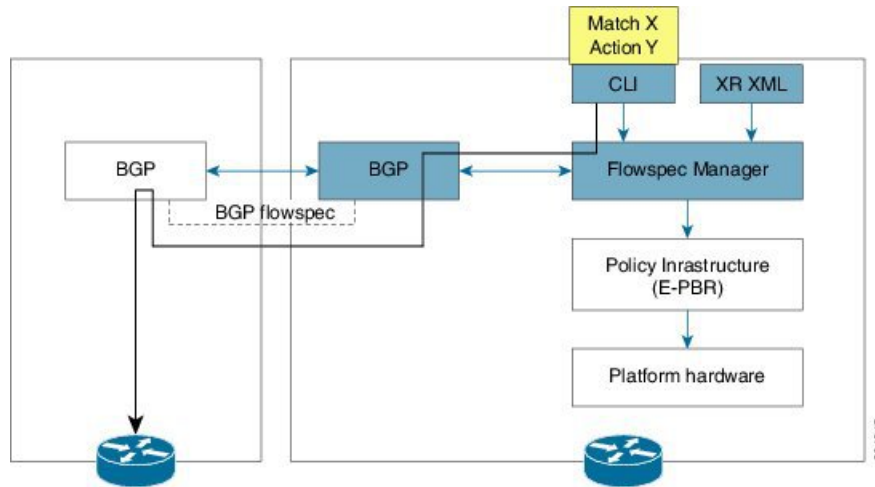 Match X
Action Y
CLI
XR XML
BGP
BGP
Flowspec Manager
BGP flowspec
Policy Inrastructure
(E-PBR)
Platform hardware